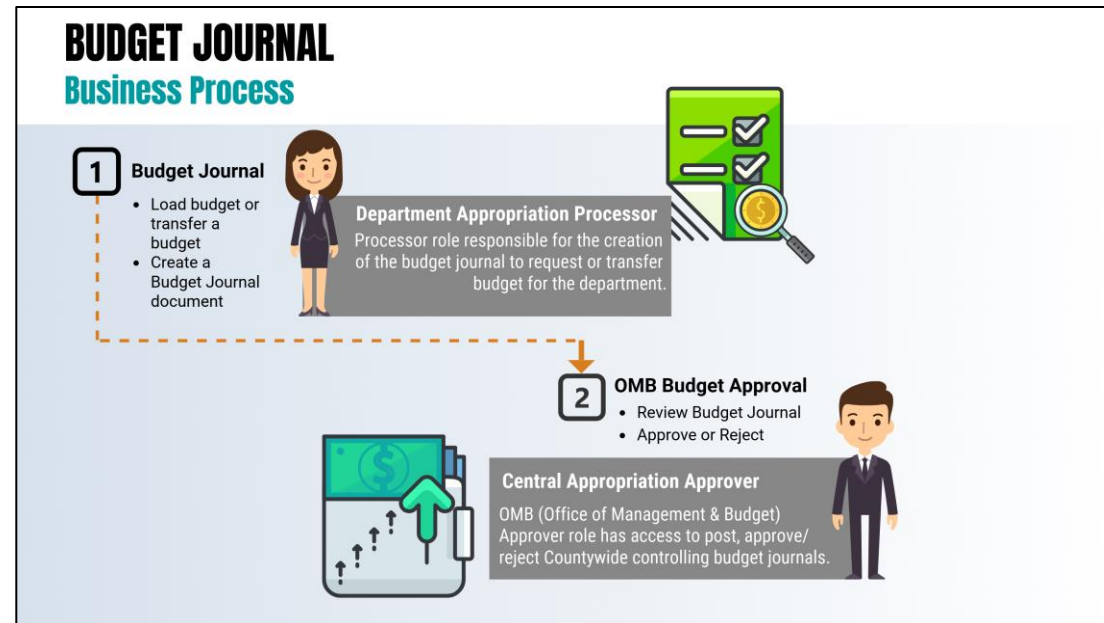 BUDGET JOURNAL
Business Process
1
Budget Journal
• Load budget or
transfer a
budget
• Create a
Budget Journal
document
Department Appropriation Processor
Processor role responsible for the creation
of the budget journal to request or transfer
budget for the department.
2
OMB Budget Approval
• Review Budget Journal
• Approve or Reject
Central Appropriation Approver
OMB (Office of Management & Budget)
Approver role has access to post, approve/
reject Countywide controlling budget journals.